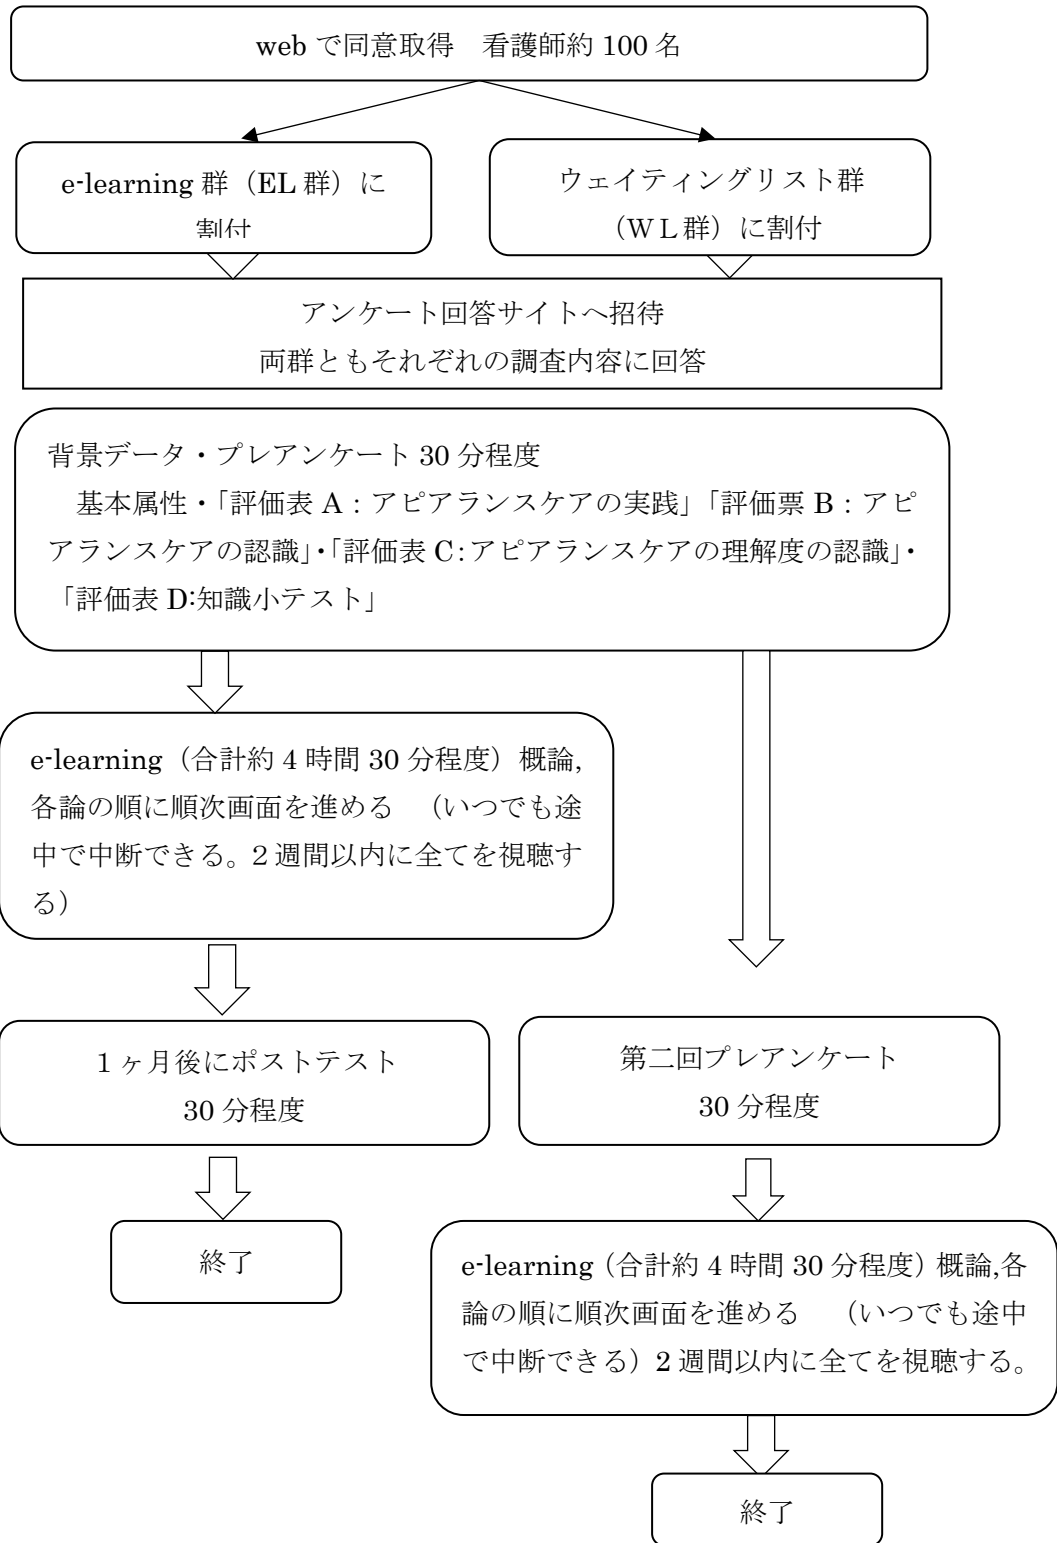 web で同意取得　看護師約 100 名
e-learning 群（EL 群）に
割付
ウェイティングリスト群
（ＷＬ群）に割付
アンケート回答サイトへ招待
両群ともそれぞれの調査内容に回答
背景データ・プレアンケート 30 分程度
　基本属性・「評価表 A：アピアランスケアの実践」「評価票 B：アピ
アランスケアの認識」・「評価表 C:アピアランスケアの理解度の認識」・
「評価表 D:知識小テスト」
e-learning（合計約 4 時間 30 分程度）概論,
各論の順に順次画面を進める　（いつでも途
中で中断できる。２週間以内に全てを視聴す
る）
１ヶ月後にポストテスト
30 分程度
第二回プレアンケート
30 分程度
終了
e-learning（合計約 4 時間 30 分程度）概論,各
論の順に順次画面を進める　（いつでも途中
で中断できる）2 週間以内に全てを視聴する。
終了